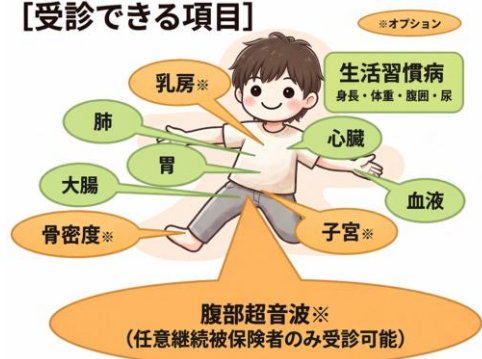 [受診できる項目]
※オプション
乳房※
生活習慣病
身長・体重・腹囲・尿
肺
心臓
胃
大腸
血液
骨密度※
子宮※
腹部超音波※
(任意継続被保険者のみ受診可能)